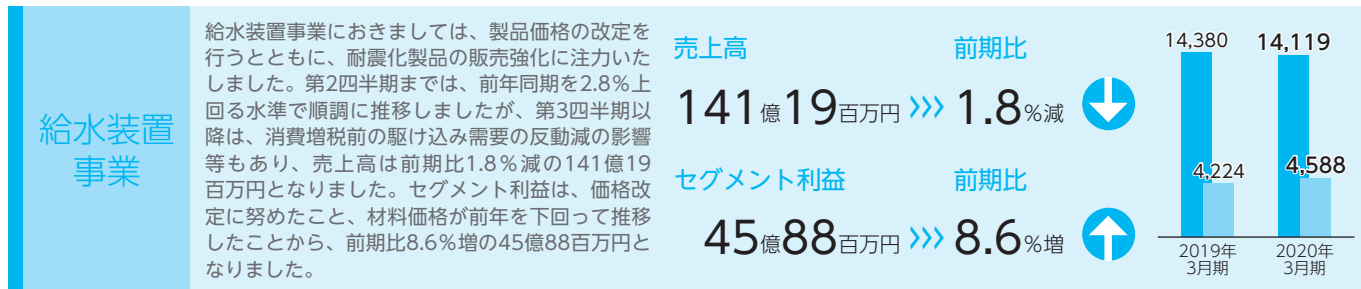 給水装置
事業
給水装置事業におきましては、製品価格の改定を
行うとともに、耐震化製品の販売強化に注力いた
しました。第2四半期までは、前年同期を2.8％上
回る水準で順調に推移しましたが、第3四半期以
降は、消費増税前の駆け込み需要の反動減の影響
等もあり、売上高は前期比1.8％減の141億19
百万円となりました。セグメント利益は、価格改
定に努めたこと、材料価格が前年を下回って推移
したことから、前期比8.6％増の45億88百万円と
なりました。
売上高 前期比
141億19百万円 >>> 1.8％減
セグメント利益 前期比
45億88百万円 >>> 8.6％増
14,380 14,119
4,224 4,588
2019年 2020年
3月期 3月期